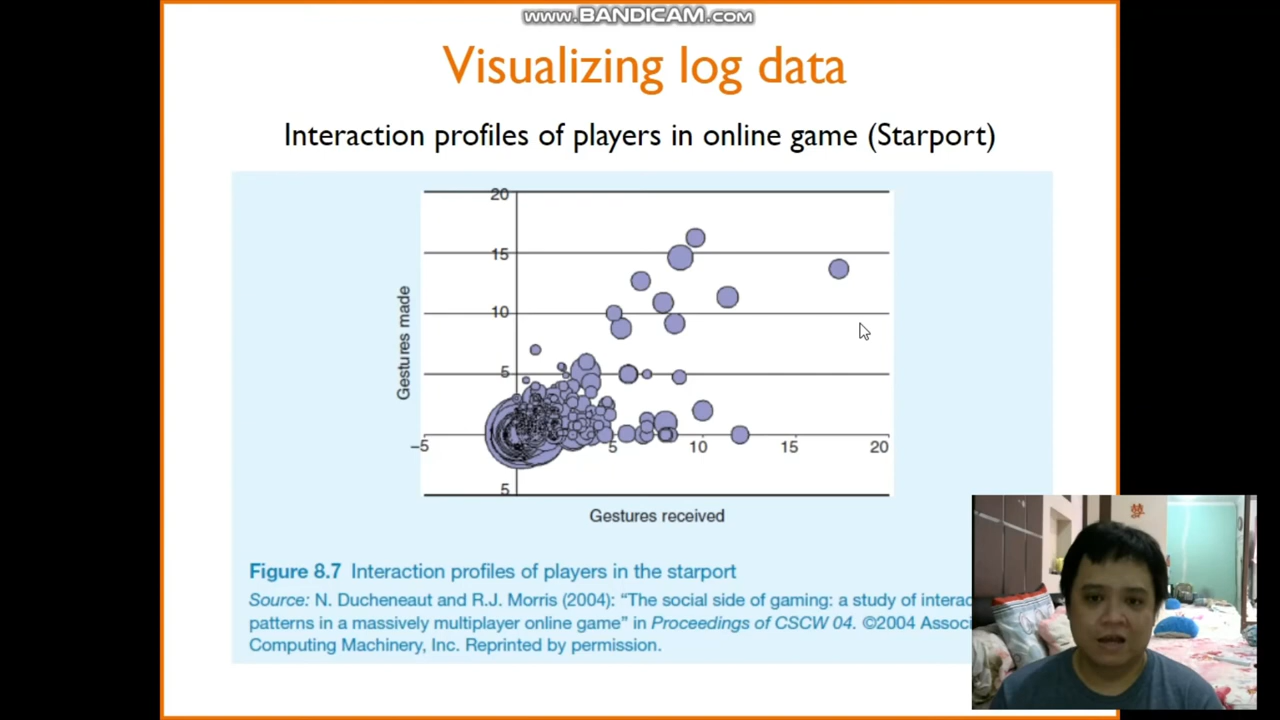 www.BANDICAM.com
Visualizing log data
Interaction profiles of players in online game (Starport)
20
15
10
5
-5
5
10
15
20
5
Gestures made
Gestures received
Figure 8.7 Interaction profiles of players in the starport
Source: N. Ducheneaut and R.J. Morris (2004): “The social side of gaming: a study of interac
patterns in a massively multiplayer online game” in Proceedings of CSCW 04. ©2004 Associ
Computing Machinery, Inc. Reprinted by permission.